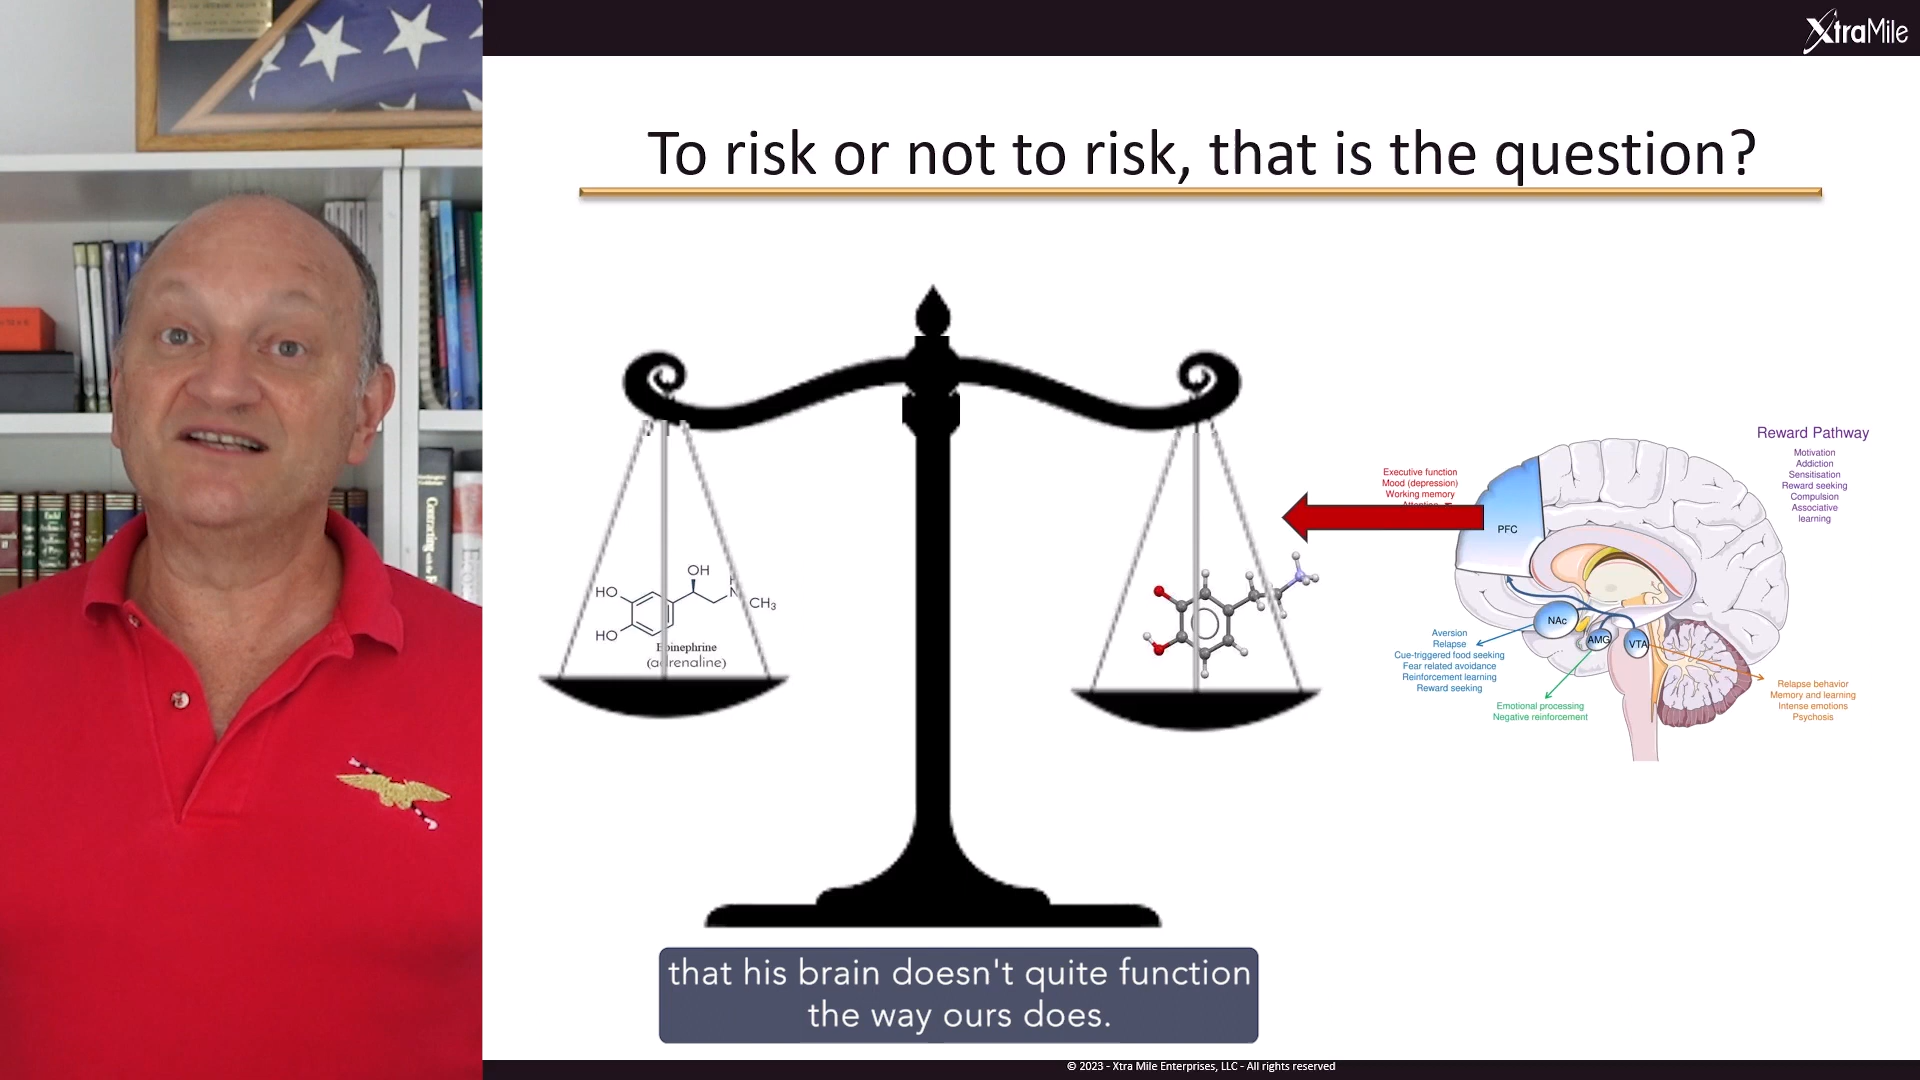 XtraMile
To risk or not to risk, that is the question?
OH
HO
N
CH₃
HO
Epinephrine
(adrenaline)
Executive function
Mood (depression)
Working memory
Attention
PFC
Reward Pathway
Motivation
Addiction
Sensitisation
Reward seeking
Compulsion
Associative
learning
NAc
AMG
VTA
Aversion
Relapse
Cue-triggered food seeking
Fear related avoidance
Reinforcement learning
Reward seeking
Emotional processing
Negative reinforcement
Relapse behavior
Memory and learning
Intense emotions
Psychosis
that his brain doesn't quite function
the way ours does.
© 2023 - Xtra Mile Enterprises, LLC - All rights reserved